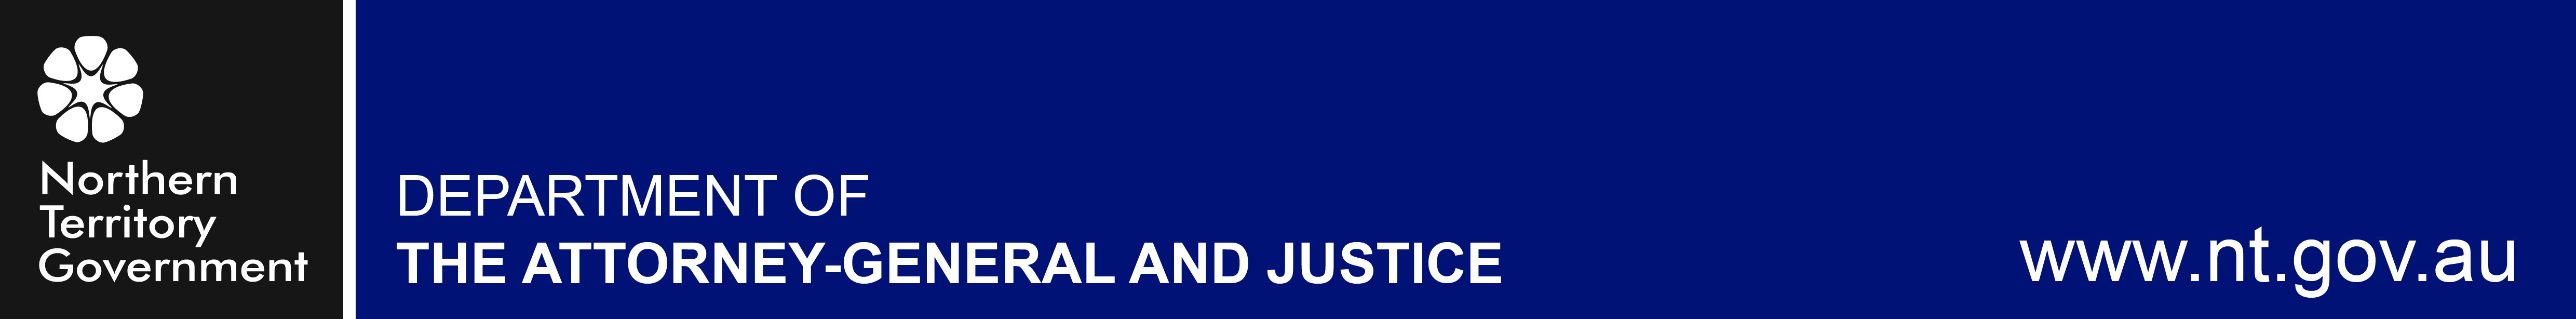 Northern
Territory
Government
DEPARTMENT OF
THE ATTORNEY-GENERAL AND JUSTICE
www.nt.gov.au